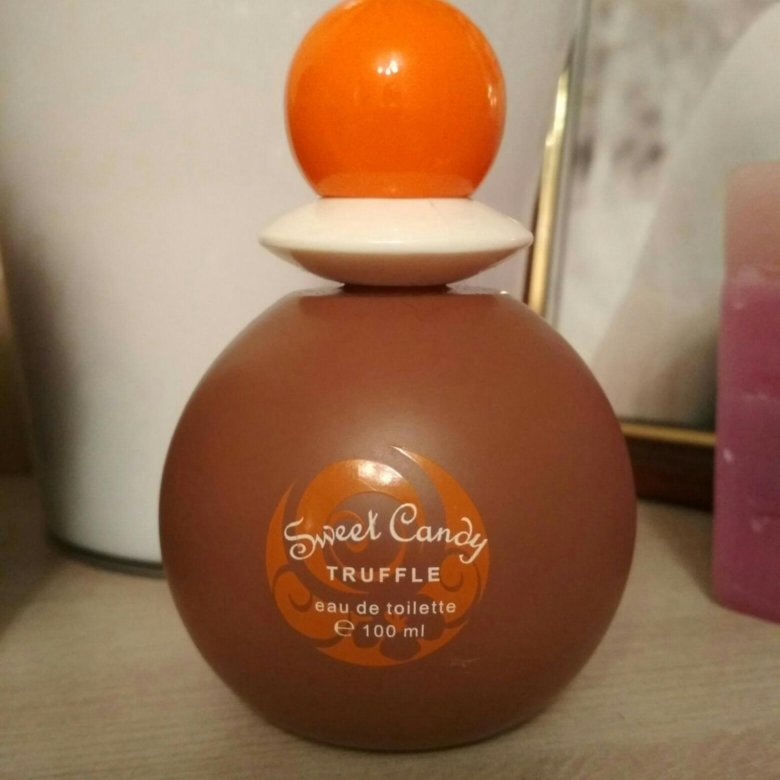 Sweet Candy
TRUFFLE
eau de toilette
℮ 100 ml